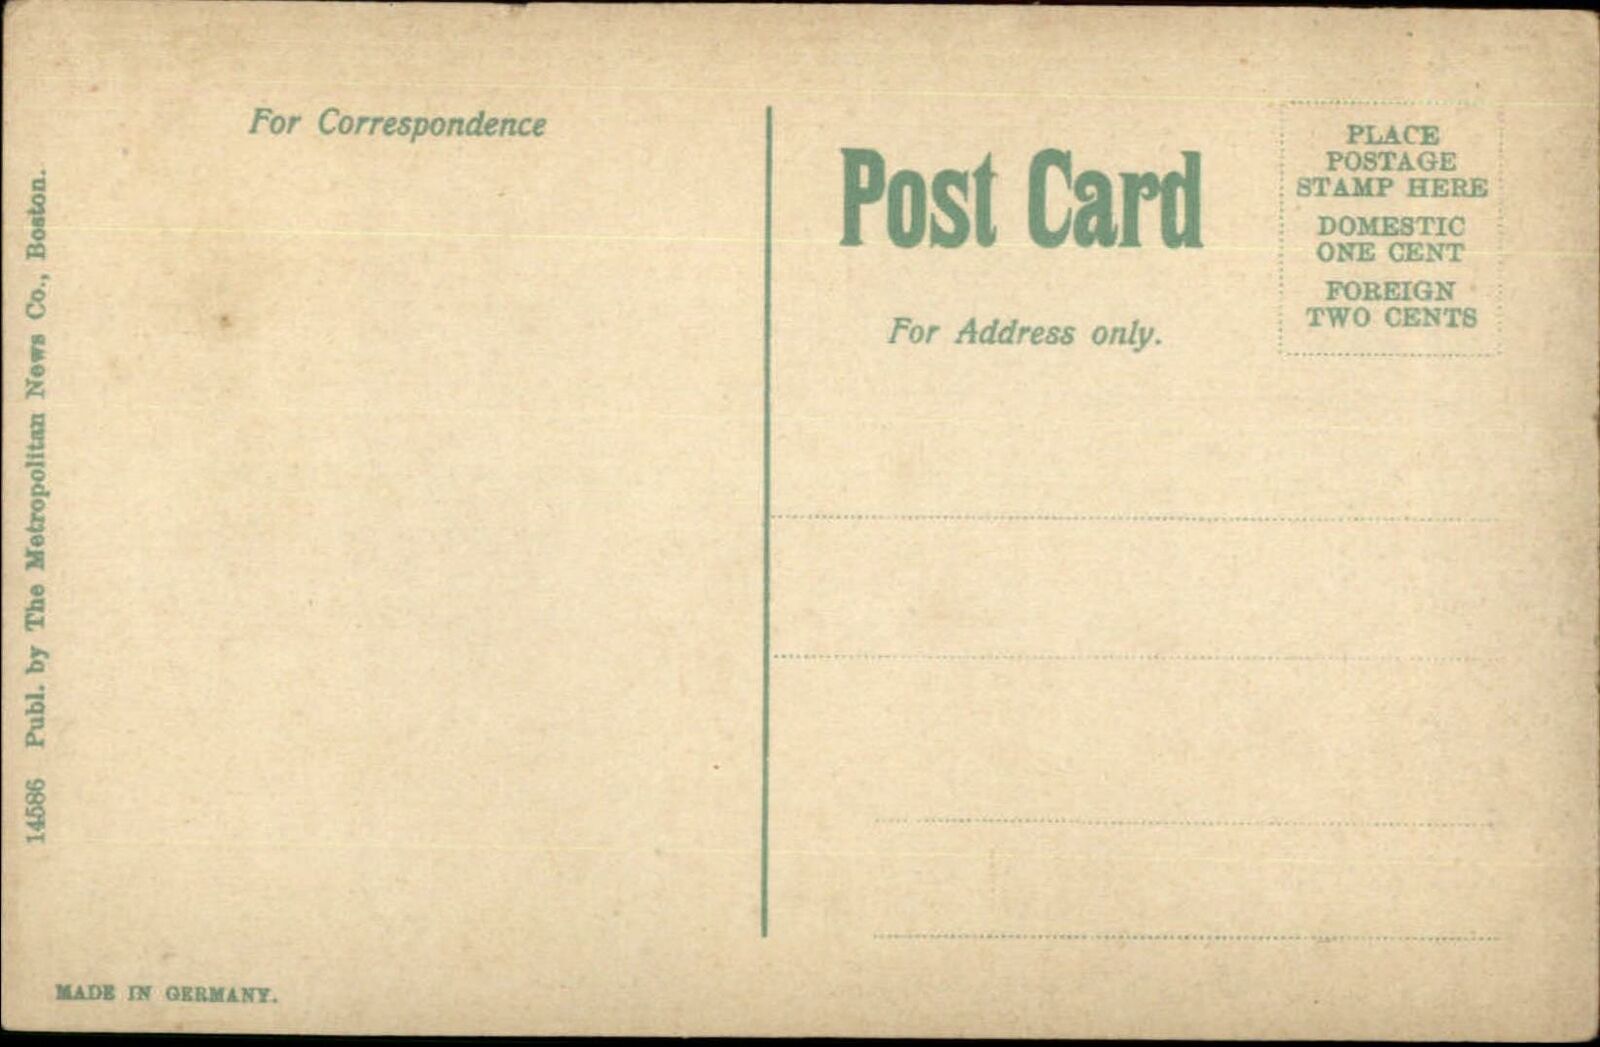 For Correspondence
Post Card
For Address only.
PLACE
POSTAGE
STAMP HERE
DOMESTIC
ONE CENT
FOREIGN
TWO CENTS
14586 Publ. by The Metropolitan News Co., Boston.
MADE IN GERMANY.